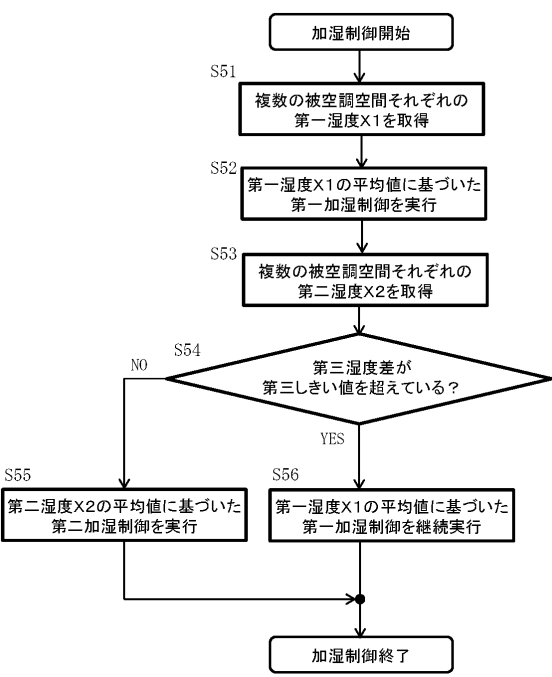 加湿制御開始
S51
複数の被空調空間それぞれの
第一湿度X1を取得
S52
第一湿度X1の平均値に基づいた
第一加湿制御を実行
S53
複数の被空調空間それぞれの
第二湿度X2を取得
S54
第三湿度差が
第三しきい値を超えている？
NO
YES
S55
第二湿度X2の平均値に基づいた
第二加湿制御を実行
S56
第一湿度X1の平均値に基づいた
第一加湿制御を継続実行
加湿制御終了